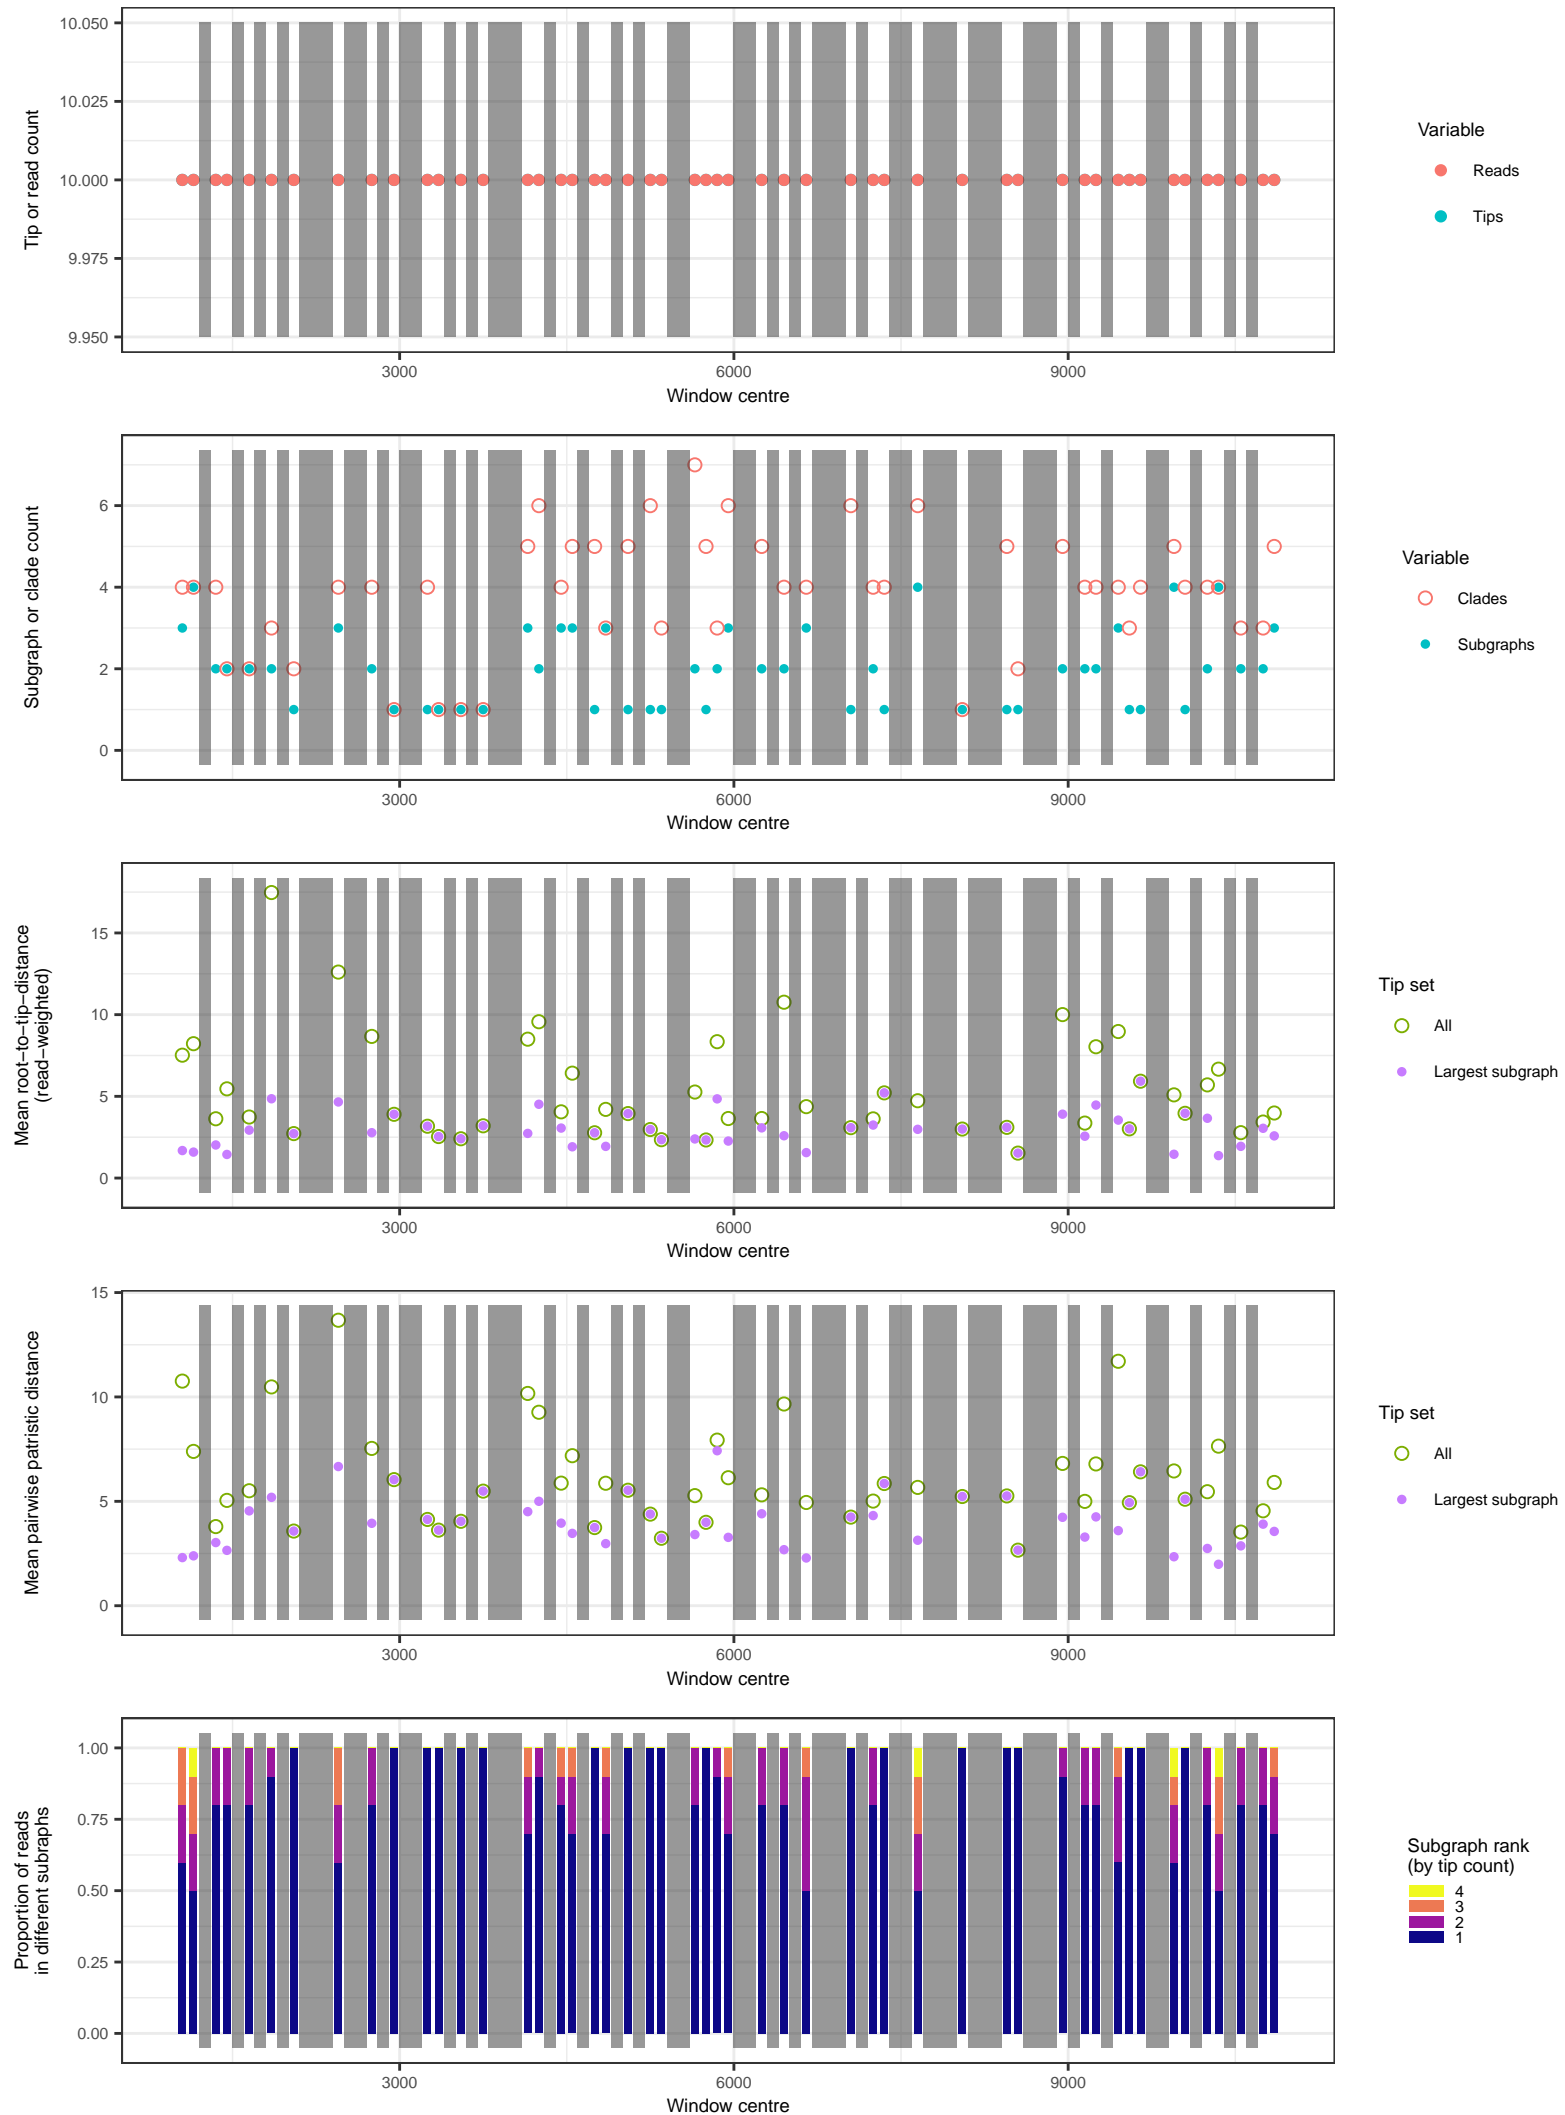 10.050
10.025
10.000
9.975
9.950
Tip or read count
3000
6000
9000
Window centre
Variable
Reads
Tips
6
4
2
0
Subgraph or clade count
3000
6000
9000
Window centre
Variable
Clades
Subgraphs
15
10
5
0
Mean root−to−tip−distance
(read−weighted)
3000
6000
9000
Window centre
Tip set
All
Largest subgraph
15
10
5
0
Mean pairwise patristic distance
3000
6000
9000
Window centre
Tip set
All
Largest subgraph
1.00
0.75
0.50
0.25
0.00
Proportion of reads
in different subraphs
3000
6000
9000
Window centre
Subgraph rank
(by tip count)
4
3
2
1